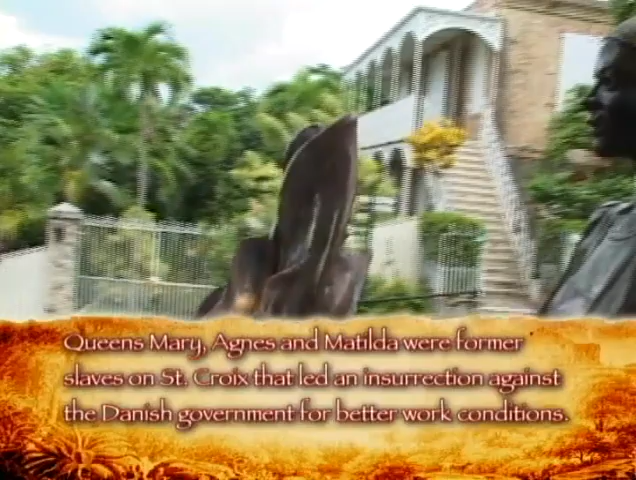 Queens Mary, Agnes and Matilda were former
slaves on St. Croix that led an insurrection against
the Danish government for better work conditions.